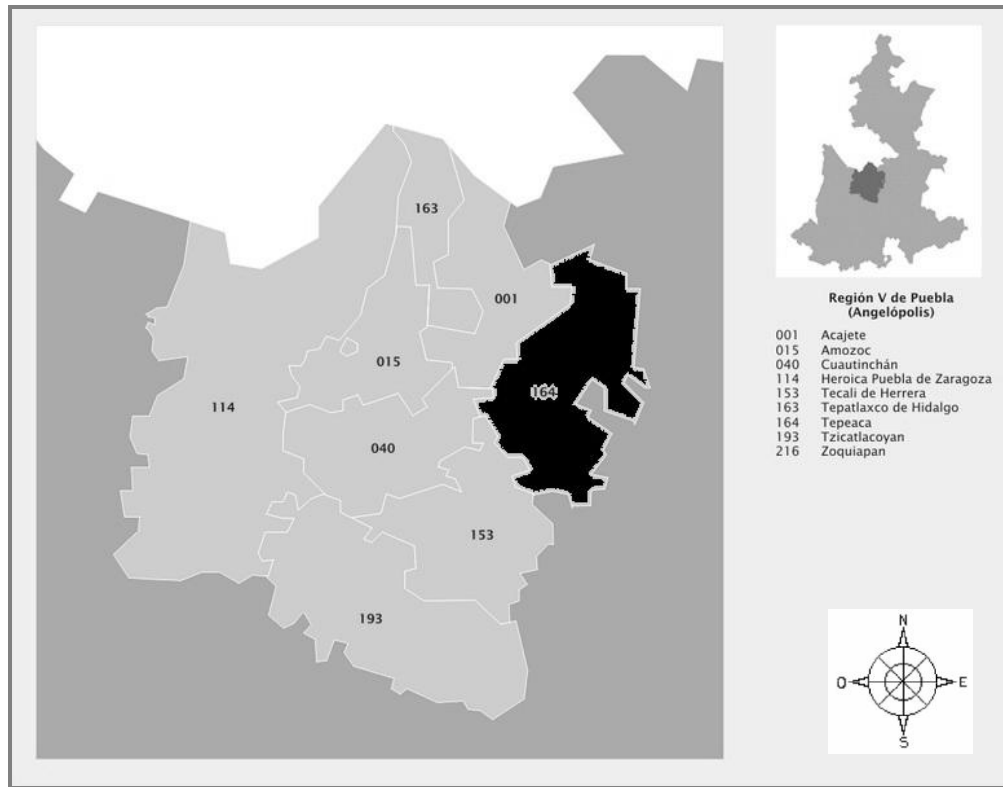 163
001
015
164
114
040
153
193
Región V de Puebla
(Angelópolis)
001 Acajete
015 Amozoc
040 Cuautinchán
114 Heroica Puebla de Zaragoza
153 Tecali de Herrera
163 Tepatlaxco de Hidalgo
164 Tepeaca
193 Tzicatlacoyan
216 Zoquiapan
N
O E
S